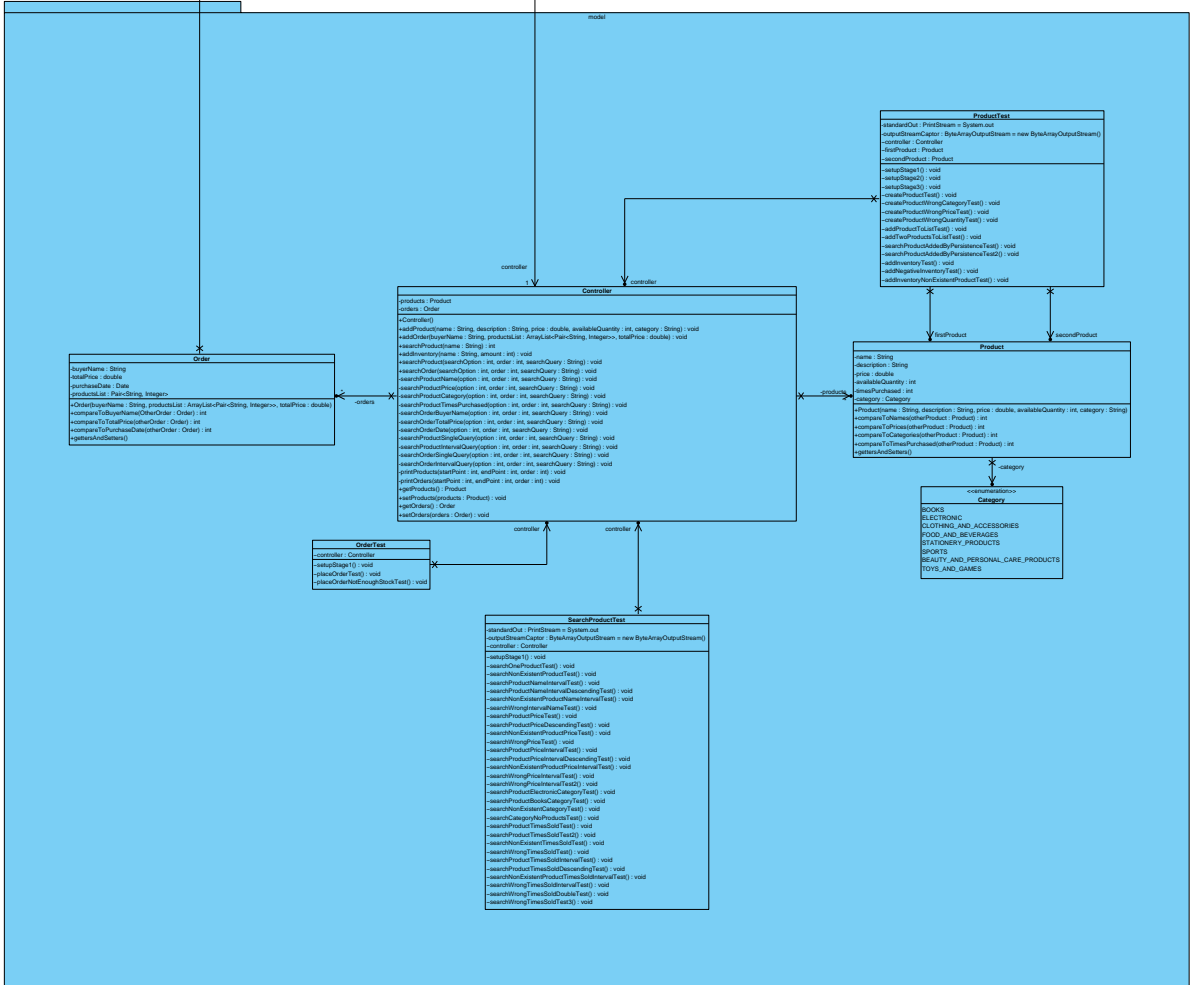 model
ProductTest
-standardOut : PrintStream = System.out
-outputStreamCaptor : ByteArrayOutputStream = new ByteArrayOutputStream()
~controller : Controller
~firstProduct : Product
~secondProduct : Product
~setupStage1() : void
~setupStage2() : void
~setupStage3() : void
~createProductTest() : void
~createProductWrongCategoryTest() : void
~createProductWrongPriceTest() : void
~createProductWrongQuantityTest() : void
~addProductToListTest() : void
~addTwoProductsToListTest() : void
~searchProductAddedByPersistenceTest() : void
~searchProductAddedByPersistenceTest2() : void
~addInventoryTest() : void
~addNegativeInventoryTest() : void
~addInventoryNonExistentProductTest() : void
controller
1
controller
Controller
-products : Product
-orders : Order
+Controller()
+addProduct(name : String, description : String, price : double, availableQuantity : int, category : String) : void
+addOrder(buyerName : String, productsList : ArrayList<Pair<String, Integer>>, totalPrice : double) : void
+searchProduct(name : String) : int
+addInventory(name : String, amount : int) : void
+searchProduct(searchOption : int, order : int, searchQuery : String) : void
+searchOrder(searchOption : int, order : int, searchQuery : String) : void
-searchProductName(option : int, order : int, searchQuery : String) : void
-searchProductPrice(option : int, order : int, searchQuery : String) : void
-searchProductCategory(option : int, order : int, searchQuery : String) : void
-searchProductTimesPurchased(option : int, order : int, searchQuery : String) : void
-searchOrderBuyerName(option : int, order : int, searchQuery : String) : void
-searchOrderTotalPrice(option : int, order : int, searchQuery : String) : void
-searchOrderDate(option : int, order : int, searchQuery : String) : void
-searchProductSingleQuery(option : int, order : int, searchQuery : String) : void
-searchProductIntervalQuery(option : int, order : int, searchQuery : String) : void
-searchOrderSingleQuery(option : int, order : int, searchQuery : String) : void
-searchOrderIntervalQuery(option : int, order : int, searchQuery : String) : void
-printProducts(startPoint : int, endPoint : int, order : int) : void
-printOrders(startPoint : int, endPoint : int, order : int) : void
+getProducts() : Product
+setProducts(products : Product) : void
+getOrders() : Order
+setOrders(orders : Order) : void
Order
-buyerName : String
-totalPrice : double
-purchaseDate : Date
-productsList : Pair<String, Integer>
+Order(buyerName : String, productsList : ArrayList<Pair<String, Integer>>, totalPrice : double)
+compareToBuyerName(OtherOrder : Order) : int
+compareToTotalPrice(otherOrder : Order) : int
+compareToPurchaseDate(otherOrder : Order) : int
+gettersAndSetters()
*
-orders
-products
*
firstProduct
secondProduct
Product
-name : String
-description : String
-price : double
-availableQuantity : int
-timesPurchased : int
-category : Category
+Product(name : String, description : String, price : double, availableQuantity : int, category : String)
+compareToNames(otherProduct : Product) : int
+compareToPrices(otherProduct : Product) : int
+compareToCategories(otherProduct : Product) : int
+compareToTimesPurchased(otherProduct : Product) : int
+gettersAndSetters()
-category
<<enumeration>>
Category
BOOKS
ELECTRONIC
CLOTHING_AND_ACCESSORIES
FOOD_AND_BEVERAGES
STATIONERY_PRODUCTS
SPORTS
BEAUTY_AND_PERSONAL_CARE_PRODUCTS
TOYS_AND_GAMES
controller
controller
OrderTest
~controller : Controller
~setupStage1() : void
~placeOrderTest() : void
~placeOrderNotEnoughStockTest() : void
SearchProductTest
-standardOut : PrintStream = System.out
-outputStreamCaptor : ByteArrayOutputStream = new ByteArrayOutputStream()
~controller : Controller
~setupStage1() : void
~searchOneProductTest() : void
~searchNonExistentProductTest() : void
~searchProductNameIntervalTest() : void
~searchProductNameIntervalDescendingTest() : void
~searchNonExistentProductNameIntervalTest() : void
~searchWrongIntervalNameTest() : void
~searchProductPriceTest() : void
~searchProductPriceDescendingTest() : void
~searchNonExistentProductPriceTest() : void
~searchWrongPriceTest() : void
~searchProductPriceIntervalTest() : void
~searchProductPriceIntervalDescendingTest() : void
~searchNonExistentProductPriceIntervalTest() : void
~searchWrongPriceIntervalTest() : void
~searchWrongPriceIntervalTest2() : void
~searchProductElectronicCategoryTest() : void
~searchProductBooksCategoryTest() : void
~searchNonExistentCategoryTest() : void
~searchCategoryNoProductsTest() : void
~searchProductTimesSoldTest() : void
~searchProductTimesSoldTest2() : void
~searchNonExistentTimesSoldTest() : void
~searchWrongTimesSoldTest() : void
~searchProductTimesSoldIntervalTest() : void
~searchProductTimesSoldDescendingTest() : void
~searchNonExistentProductTimesSoldIntervalTest() : void
~searchWrongTimesSoldIntervalTest() : void
~searchWrongTimesSoldDoubleTest() : void
~searchWrongTimesSoldTest3() : void